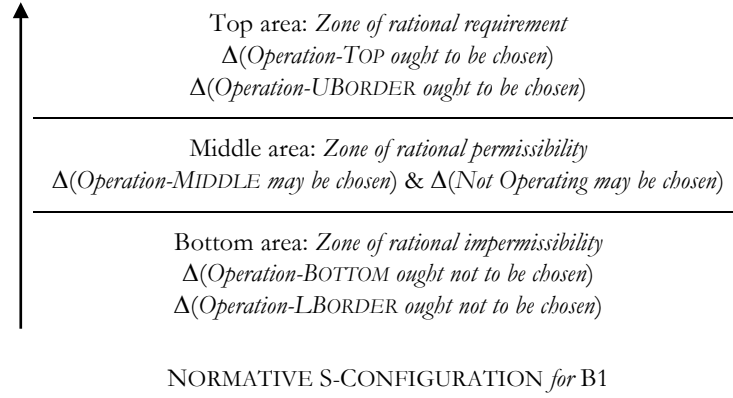 Top area: Zone of rational requirement
Δ(Operation-TOP ought to be chosen)
Δ(Operation-UBORDER ought to be chosen)
Middle area: Zone of rational permissibility
Δ(Operation-MIDDLE may be chosen) & Δ(Not Operating may be chosen)
Bottom area: Zone of rational impermissibility
Δ(Operation-BOTTOM ought not to be chosen)
Δ(Operation-LBORDER ought not to be chosen)
NORMATIVE S-CONFIGURATION for B1